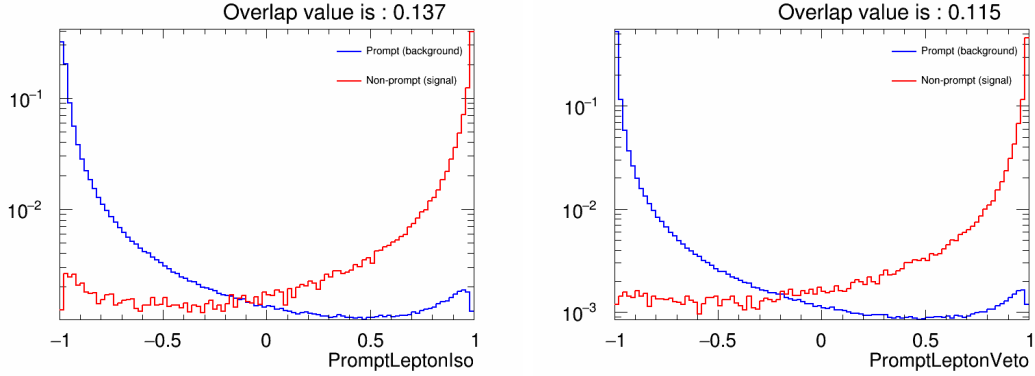 Overlap value is : 0.137
Prompt (background)
Non-prompt (signal)
10⁻¹
10⁻²
−1
−0.5
0
0.5
1
PromptLeptonIso
Overlap value is : 0.115
Prompt (background)
Non-prompt (signal)
10⁻¹
10⁻²
10⁻³
−1
−0.5
0
0.5
1
PromptLeptonVeto